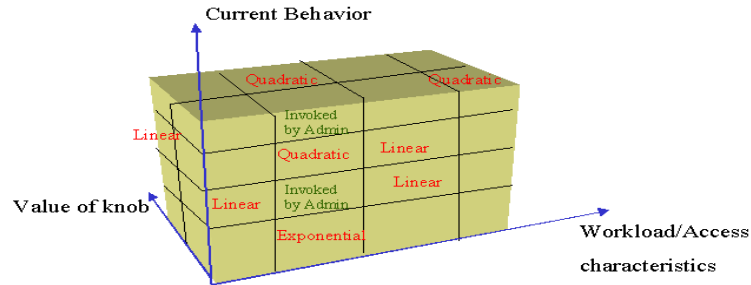 Current Behavior
Quadratic
Quadratic
Invoked
by Admin
Linear
Quadratic
Linear
Invoked
by Admin
Linear
Value of knob
Linear
Exponential
Workload/Access
characteristics